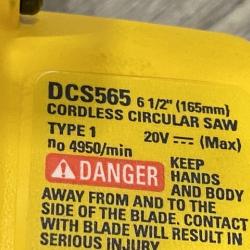 DCS565 6 1/2" (165mm)
CORDLESS CIRCULAR SAW
TYPE 1 20V ⎓ (Max)
no 4950/min
⚠ DANGER KEEP
HANDS
AND BODY
AWAY FROM AND TO THE
SIDE OF THE BLADE. CONTACT
WITH BLADE WILL RESULT IN
SERIOUS INJURY.